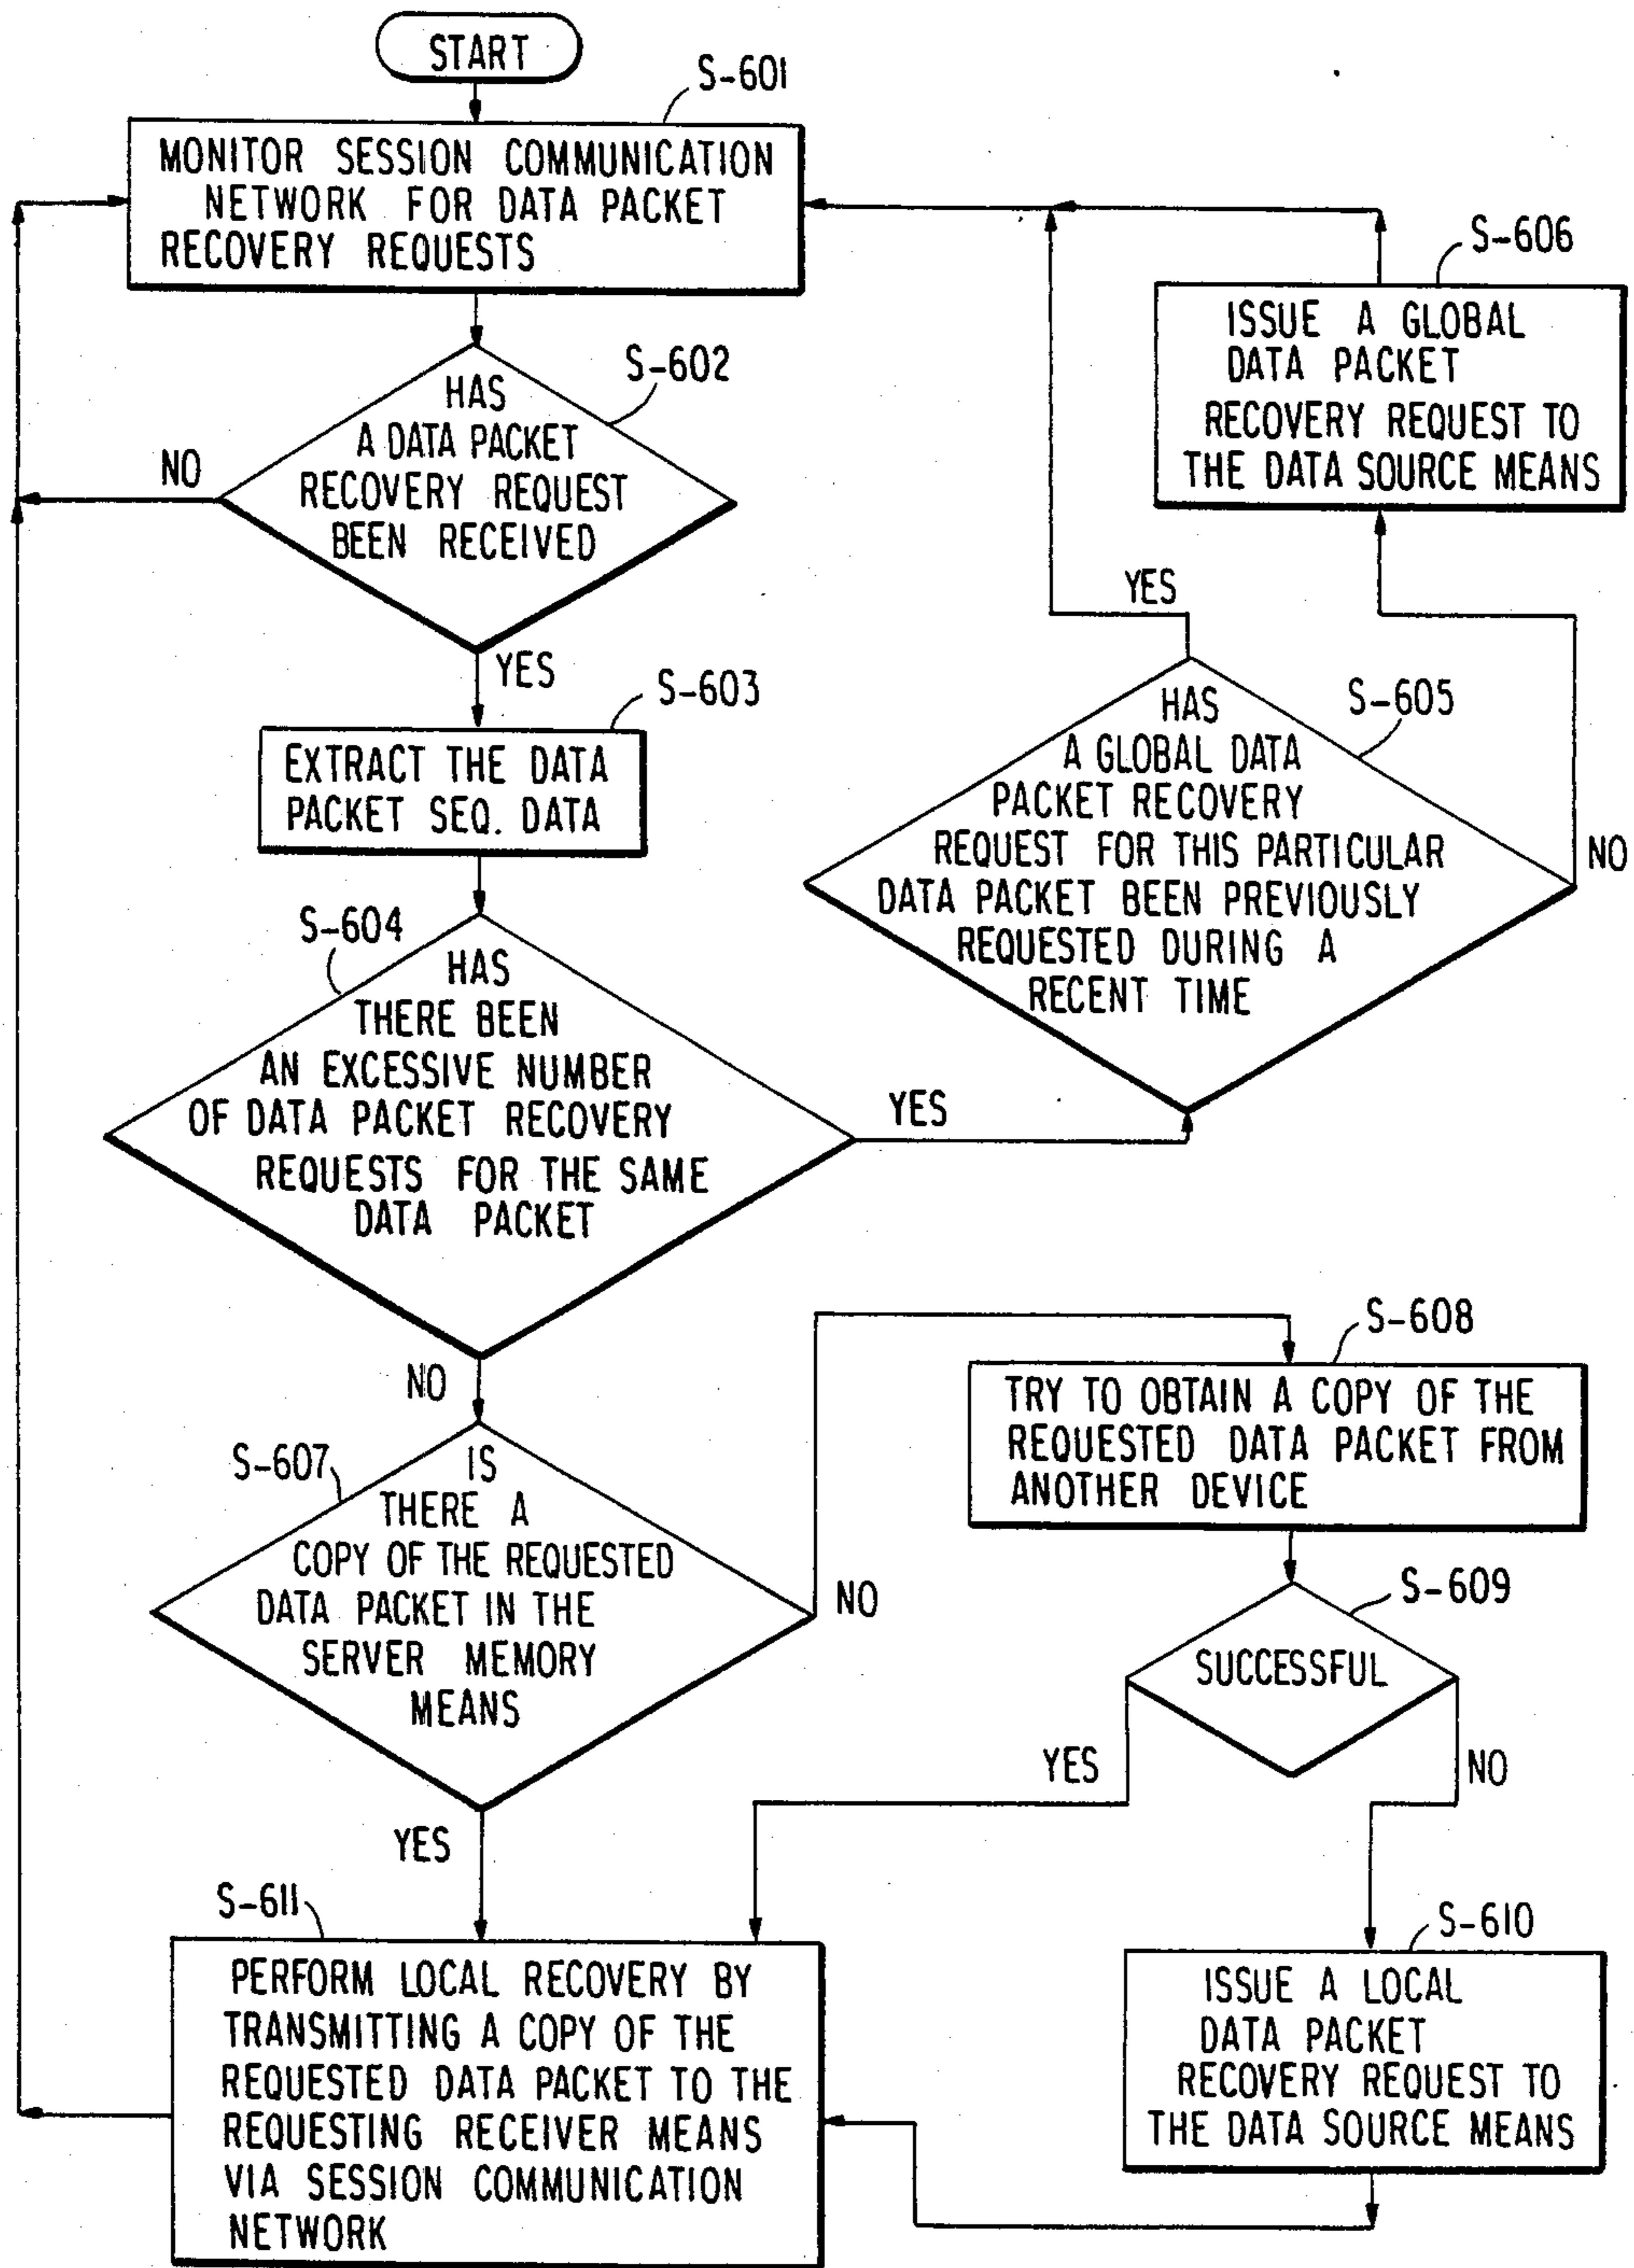 START
S-601
MONITOR SESSION COMMUNICATION
NETWORK FOR DATA PACKET
RECOVERY REQUESTS
S-602
HAS
A DATA PACKET
RECOVERY REQUEST
BEEN RECEIVED
NO
YES
S-603
EXTRACT THE DATA
PACKET SEQ. DATA
S-604
HAS
THERE BEEN
AN EXCESSIVE NUMBER
OF DATA PACKET RECOVERY
REQUESTS FOR THE SAME
DATA PACKET
YES
NO
S-605
HAS
A GLOBAL DATA
PACKET RECOVERY
REQUEST FOR THIS PARTICULAR
DATA PACKET BEEN PREVIOUSLY
REQUESTED DURING A
RECENT TIME
YES
NO
S-606
ISSUE A GLOBAL
DATA PACKET
RECOVERY REQUEST TO
THE DATA SOURCE MEANS
S-607
IS
THERE A
COPY OF THE REQUESTED
DATA PACKET IN THE
SERVER MEMORY
MEANS
NO
YES
S-608
TRY TO OBTAIN A COPY OF THE
REQUESTED DATA PACKET FROM
ANOTHER DEVICE
S-609
SUCCESSFUL
YES
NO
S-610
ISSUE A LOCAL
DATA PACKET
RECOVERY REQUEST TO
THE DATA SOURCE MEANS
S-611
PERFORM LOCAL RECOVERY BY
TRANSMITTING A COPY OF THE
REQUESTED DATA PACKET TO THE
REQUESTING RECEIVER MEANS
VIA SESSION COMMUNICATION
NETWORK